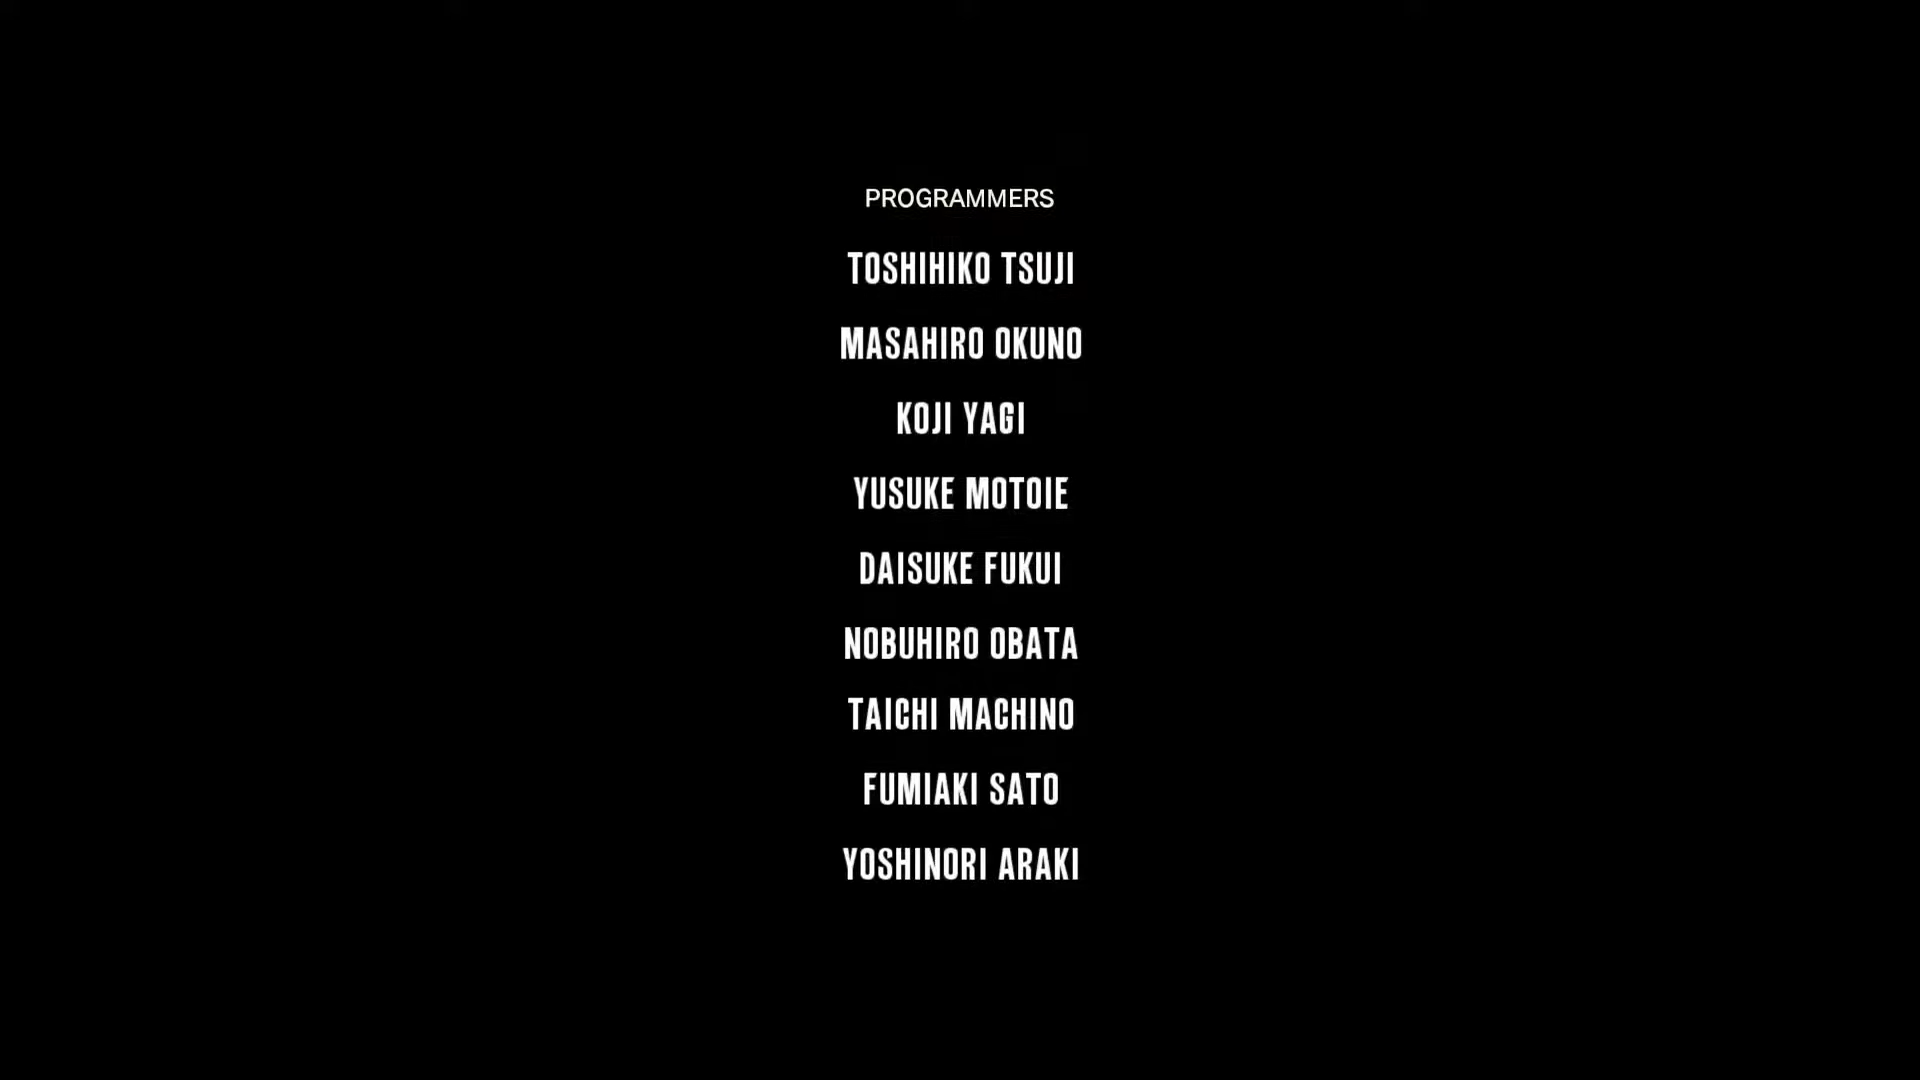 PROGRAMMERS
TOSHIHIKO TSUJI
MASAHIRO OKUNO
KOJI YAGI
YUSUKE MOTOIE
DAISUKE FUKUI
NOBUHIRO OBATA
TAICHI MACHINO
FUMIAKI SATO
YOSHINORI ARAKI